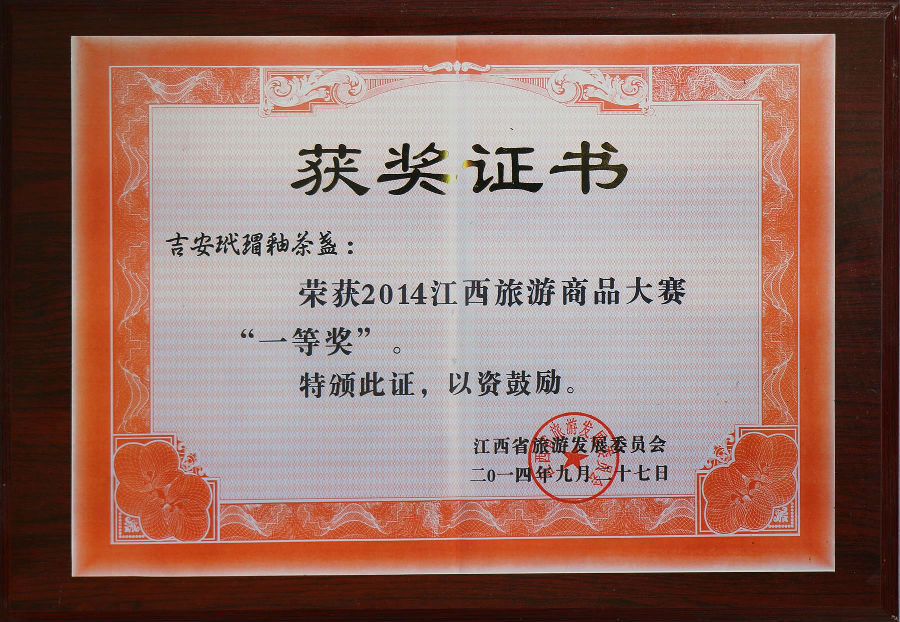 获奖证书
吉安玳瑁釉茶盏：
荣获2014江西旅游商品大赛
“一等奖”。
特颁此证，以资鼓励。
江西省旅游发展委员会
二〇一四年九月二十七日